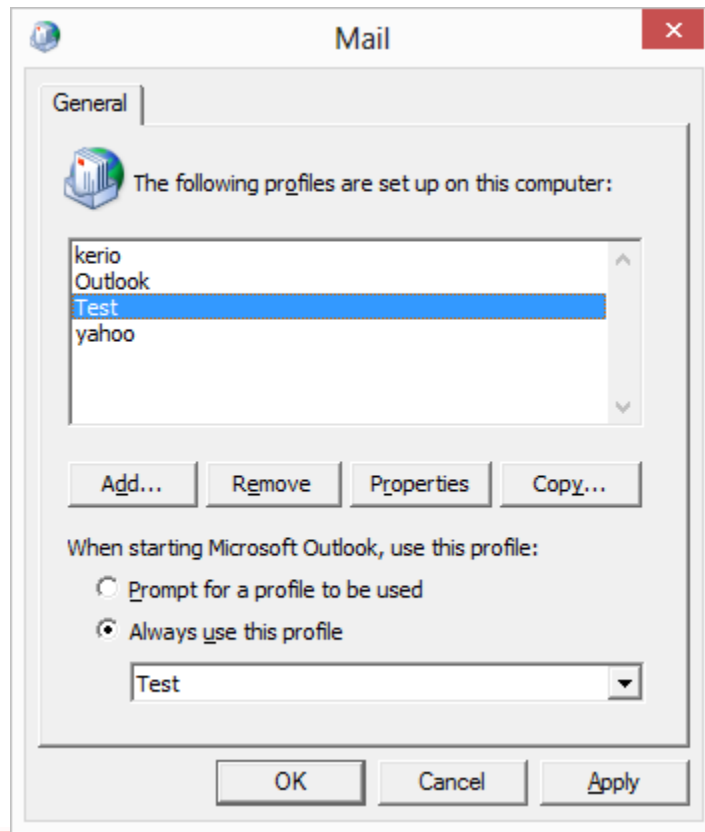 Mail
General
The following profiles are set up on this computer:
kerio
Outlook
Test
yahoo
Add...
Remove
Properties
Copy...
When starting Microsoft Outlook, use this profile:
Prompt for a profile to be used
Always use this profile
Test
OK
Cancel
Apply